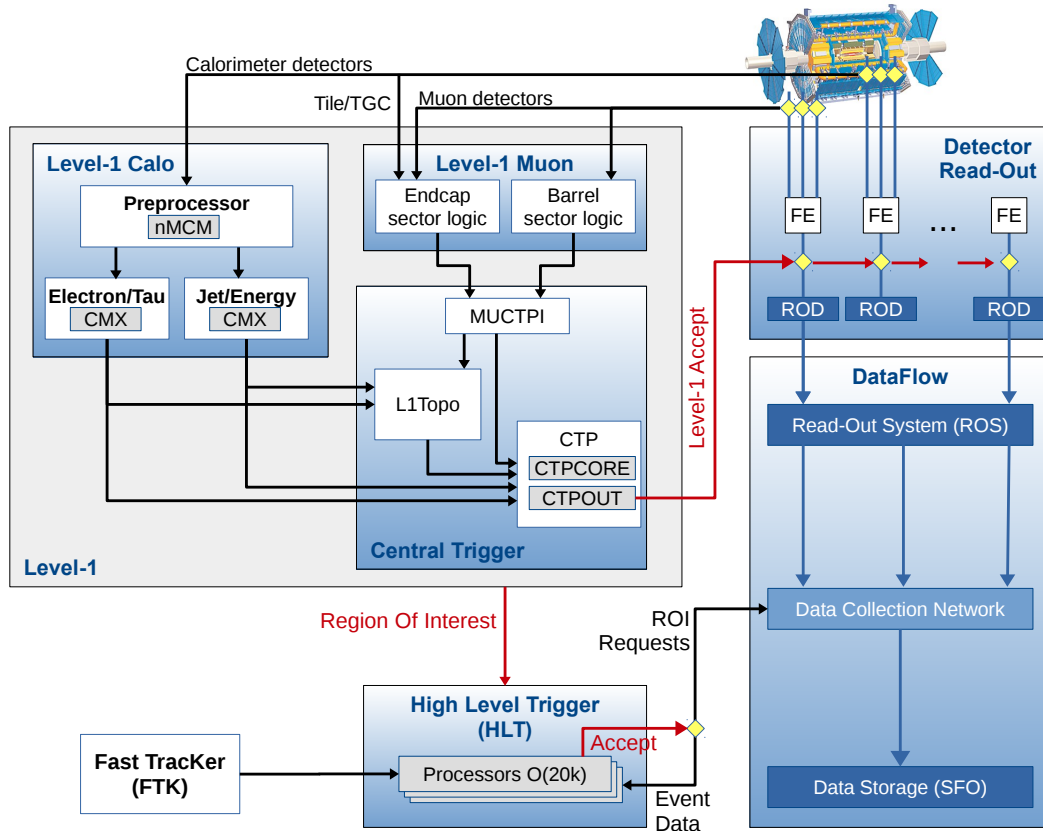 Calorimeter detectors
Tile/TGC
Muon detectors
Level-1 Calo
Preprocessor
nMCM
Electron/Tau
CMX
Jet/Energy
CMX
Level-1 Muon
Endcap
sector logic
Barrel
sector logic
MUCTPI
L1Topo
CTP
CTPCORE
CTPOUT
Central Trigger
Level-1
Level-1 Accept
Detector
Read-Out
FE
FE
...
FE
ROD
ROD
ROD
DataFlow
Read-Out System (ROS)
Data Collection Network
Data Storage (SFO)
Region Of Interest
ROI
Requests
High Level Trigger
(HLT)
Accept
Processors O(20k)
Event
Data
Fast TracKer
(FTK)